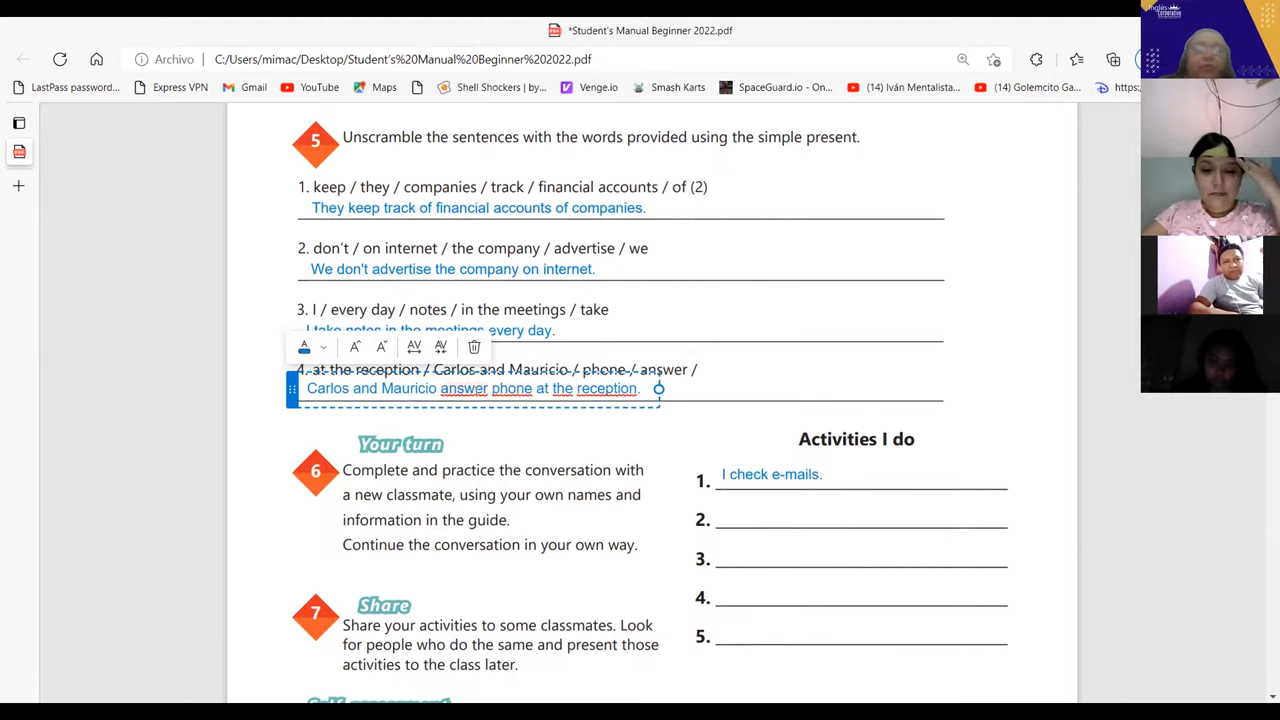 *Student's Manual Beginner 2022.pdf
Archivo
C:/Users/mimac/Desktop/Student's%20Manual%20Beginner%202022.pdf
LastPass password...
Express VPN
Gmail
YouTube
Maps
Shell Shockers | by...
Venge.io
Smash Karts
SpaceGuard.io - On...
(14) Iván Mentalista...
(14) Golemcito Ga...
https:
inglés
corporativo
5
Unscramble the sentences with the words provided using the simple present.
1. keep / they / companies / track / financial accounts / of (2)
They keep track of financial accounts of companies.
2. don't / on internet / the company / advertise / we
We don't advertise the company on internet.
3. I / every day / notes / in the meetings / take
I take notes in the meetings every day.
4. at the reception / Carlos and Mauricio / phone / answer /
Carlos and Mauricio answer phone at the reception.
6
Your turn
Complete and practice the conversation with
a new classmate, using your own names and
information in the guide.
Continue the conversation in your own way.
7
Share
Share your activities to some classmates. Look
for people who do the same and present those
activities to the class later.
Activities I do
1. I check e-mails.
2.
3.
4.
5.